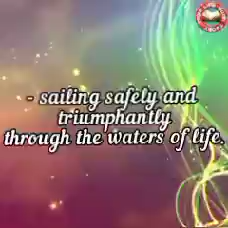 - sailing safely and
triumphantly
through the waters of life.